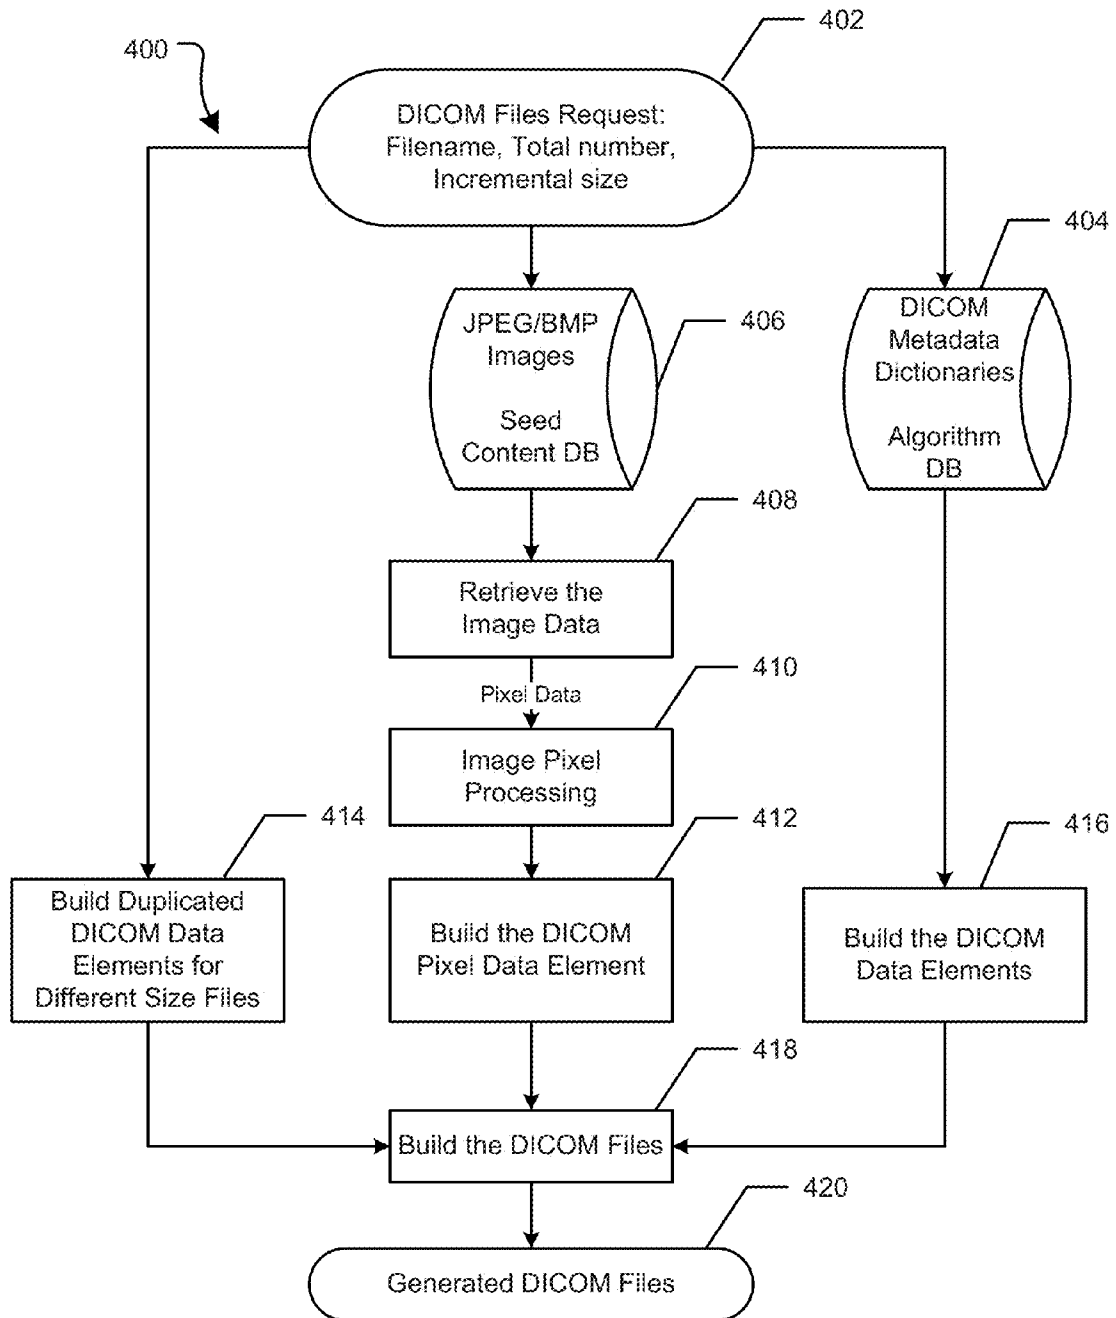 402
400
DICOM Files Request:
Filename, Total number,
Incremental size
404
JPEG/BMP
Images
Seed
Content DB
406
DICOM
Metadata
Dictionaries
Algorithm
DB
408
Retrieve the
Image Data
410
Pixel Data
Image Pixel
Processing
414
412
416
Build Duplicated
DICOM Data
Elements for
Different Size Files
Build the DICOM
Pixel Data Element
Build the DICOM
Data Elements
418
Build the DICOM Files
420
Generated DICOM Files